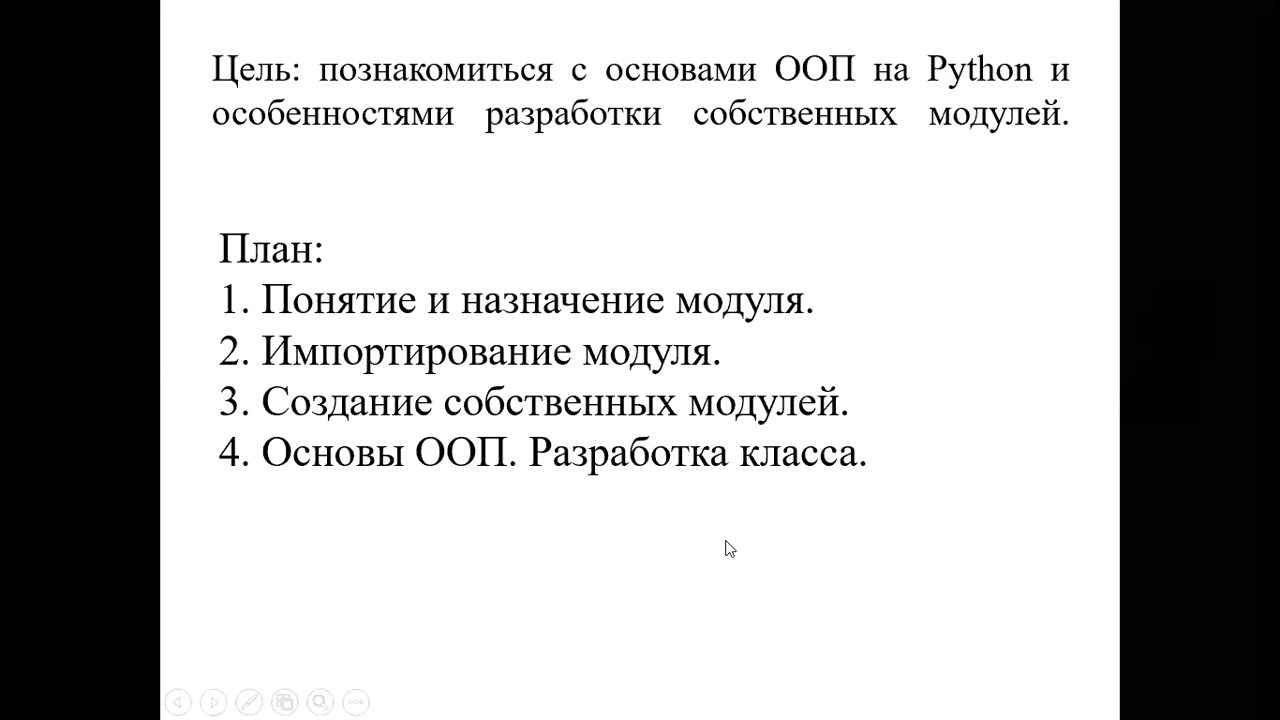 Цель: познакомиться с основами ООП на Python и
особенностями разработки собственных модулей.
План:
1. Понятие и назначение модуля.
2. Импортирование модуля.
3. Создание собственных модулей.
4. Основы ООП. Разработка класса.